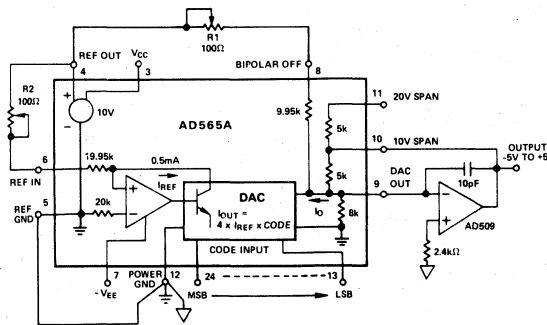 R1
100Ω
REF OUT
4
VCC
3
BIPOLAR OFF
8
R2
100Ω
+
10V
-
AD565A
9.95k
11
20V SPAN
5k
10
10V SPAN
6
REF IN
19.95k
0.5mA
IREF
5k
OUTPUT
-5V TO +5
9
DAC
OUT
10pF
5
REF
GND
20k
+
-
DAC
IOUT =
4 × IREF × CODE
IO
8k
-
+
AD509
CODE INPUT
2.4kΩ
7
-VEE
POWER
GND
12
24
MSB
13
LSB